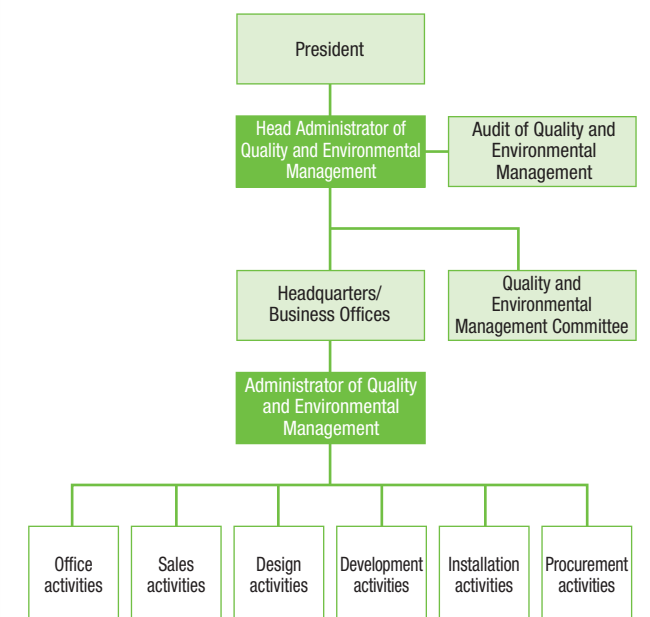 President
Head Administrator of
Quality and Environmental
Management
Audit of Quality and
Environmental
Management
Headquarters/
Business Offices
Quality and
Environmental
Management Committee
Administrator of Quality
and Environmental
Management
Office
activities
Sales
activities
Design
activities
Development
activities
Installation
activities
Procurement
activities